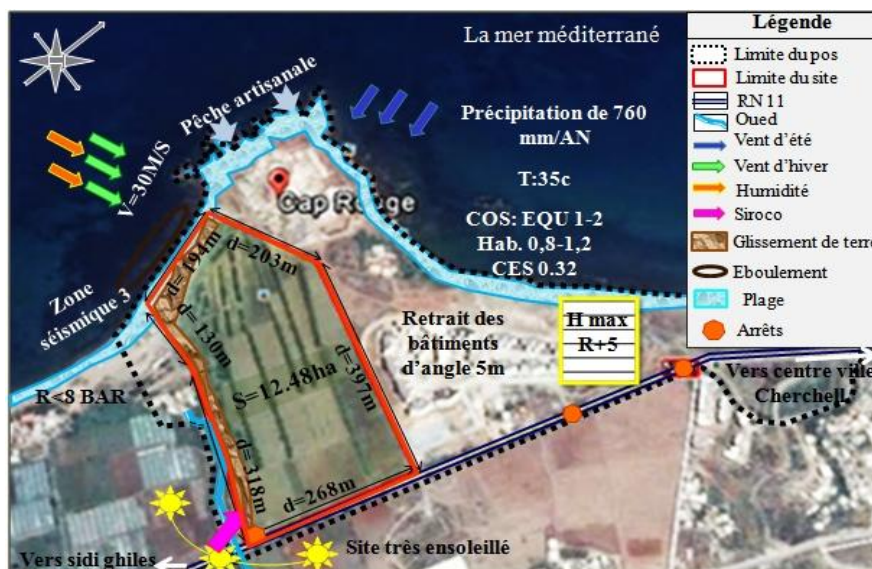 La mer méditerrané
Pêche artisanale
Précipitation de 760
mm/AN
T:35c
COS: EQU 1-2
Hab. 0,8-1,2
CES 0.32
V=30M/S
Cap Rouge
Zone
séismique 3
d=194m
d=203m
d=130m
d=397m
S=12.48ha
d=318m
d=268m
R<8 BAR
Retrait des
bâtiments
d'angle 5m
H max
R+5
Vers centre ville
Cherchell
Vers sidi ghiles
Site très ensoleillé
Légende
Limite du pos
Limite du site
RN 11
Oued
Vent d'été
Vent d'hiver
Humidité
Siroco
Glissement de terre
Eboulement
Plage
Arrêts